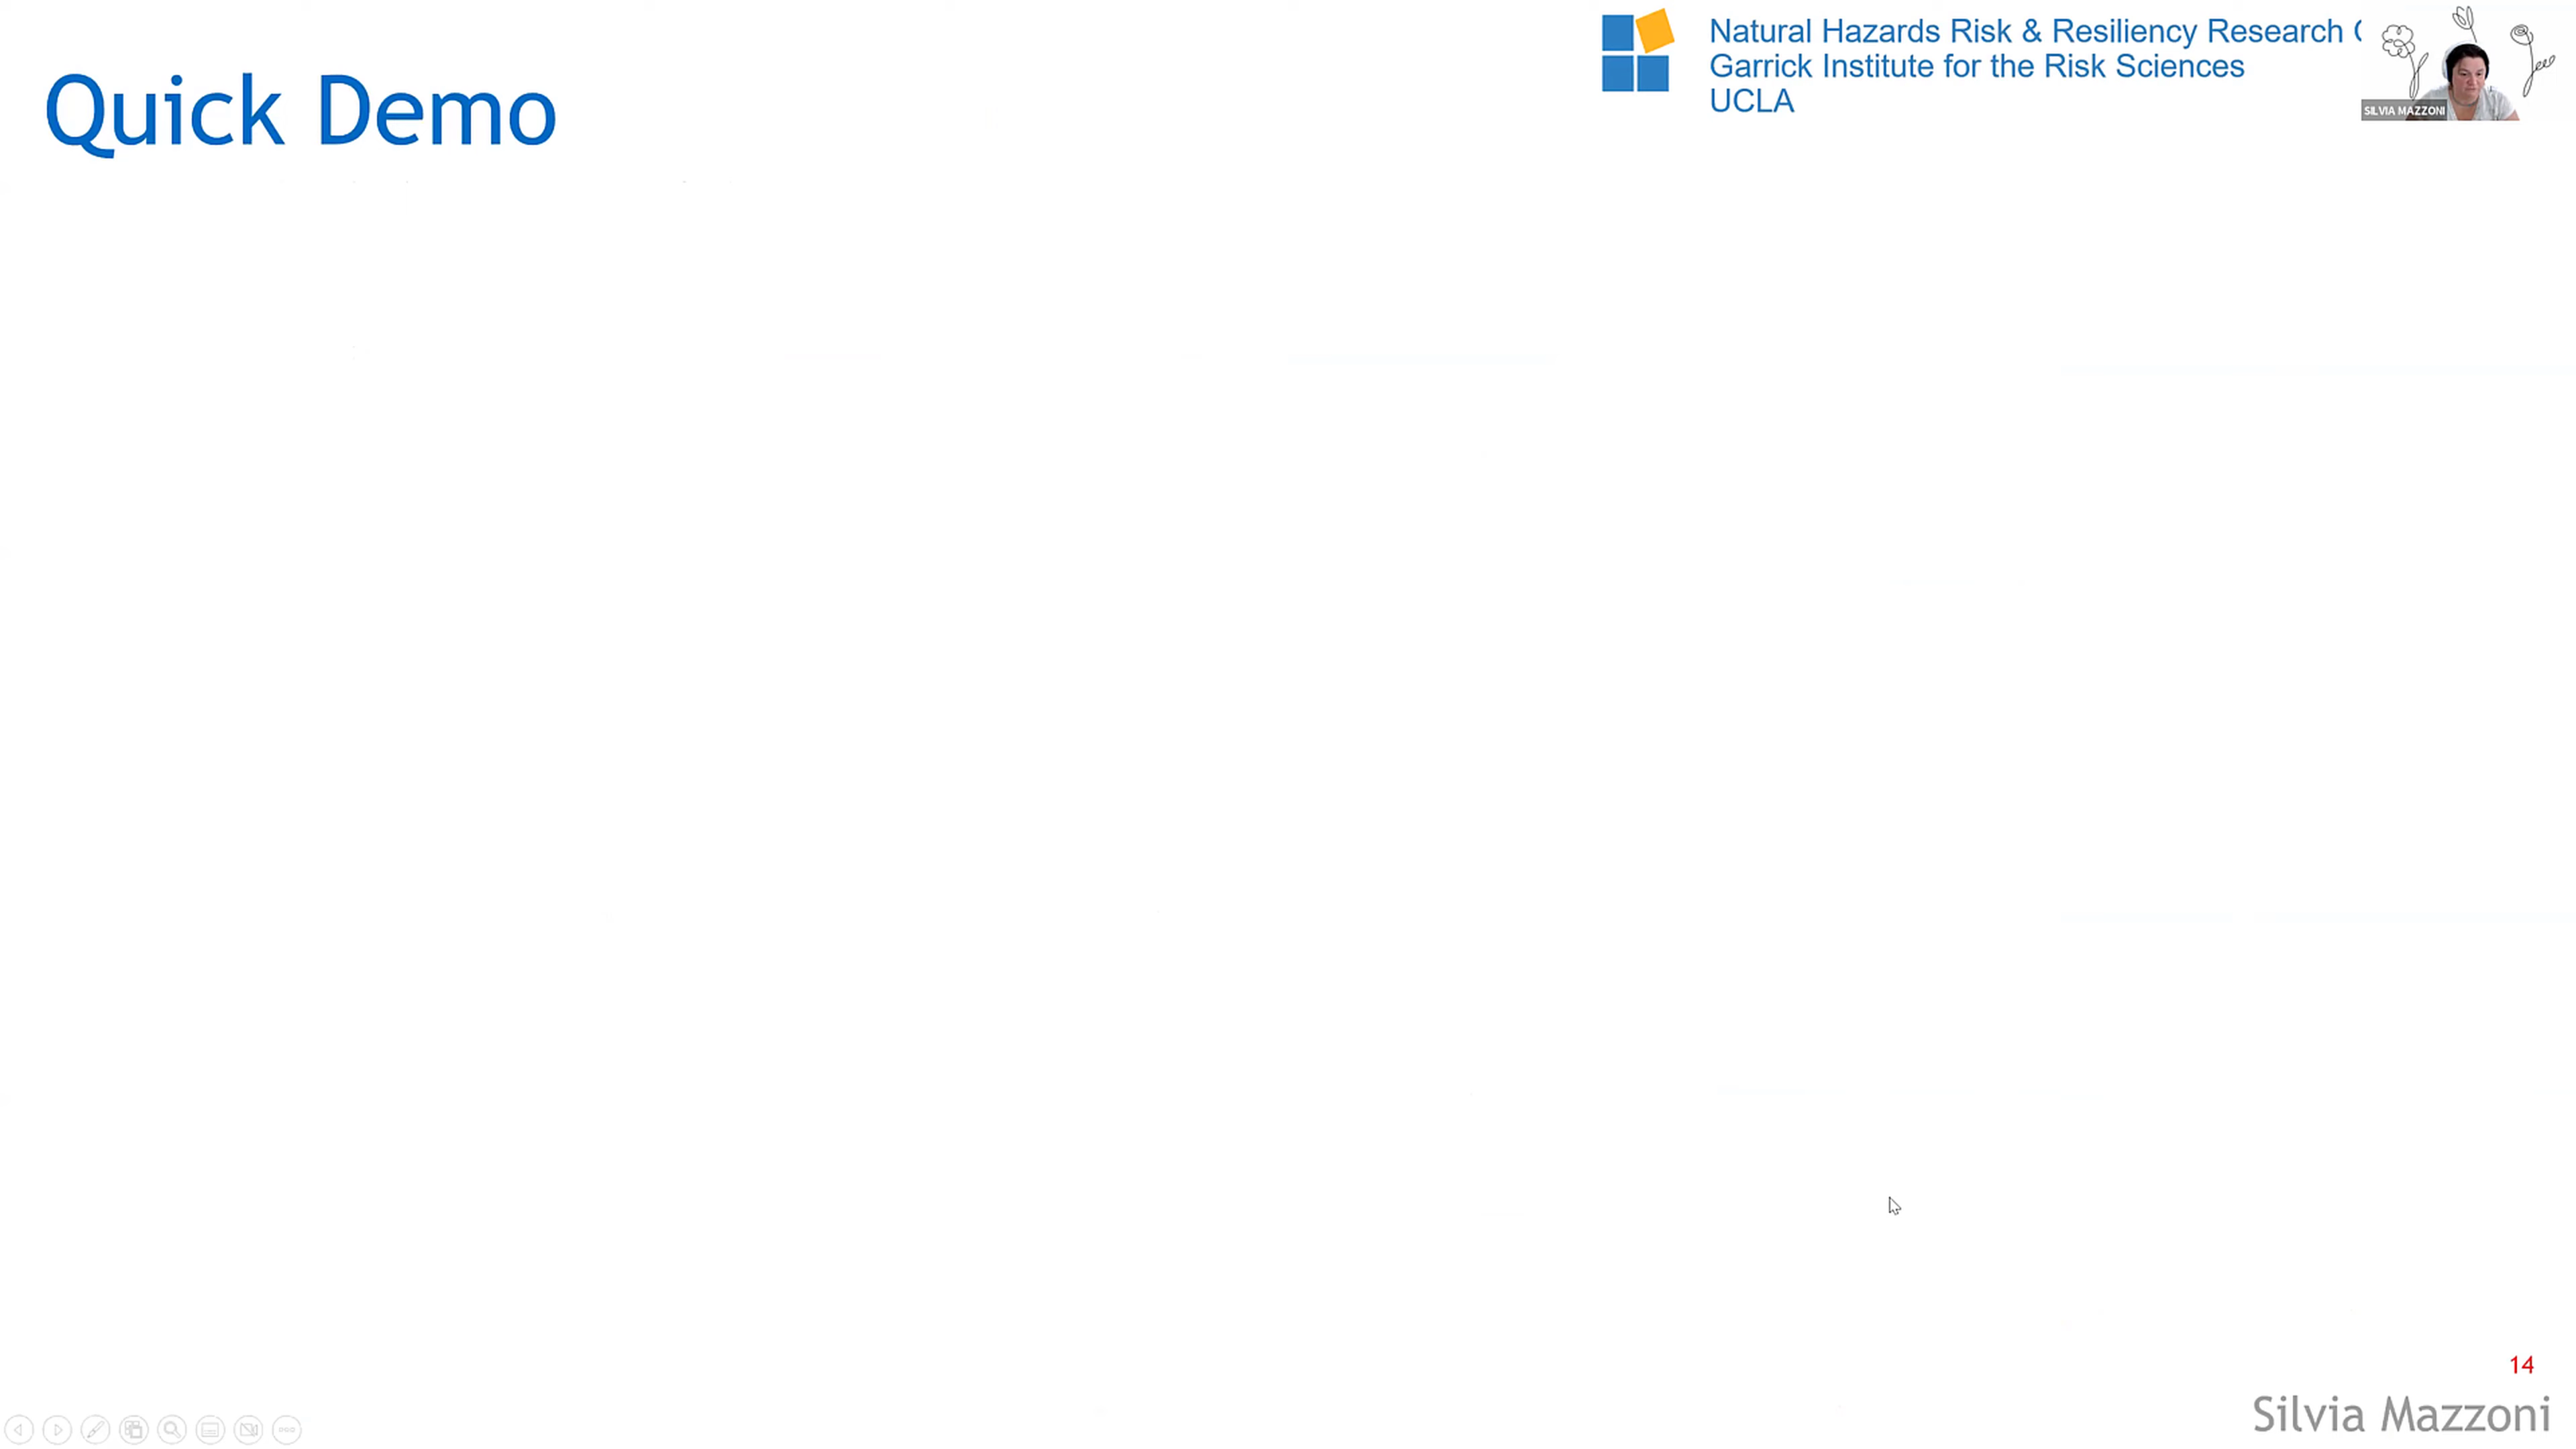 Quick Demo
Natural Hazards Risk & Resiliency Research
Garrick Institute for the Risk Sciences
UCLA
SILVIA MAZZONI
14
Silvia Mazzoni